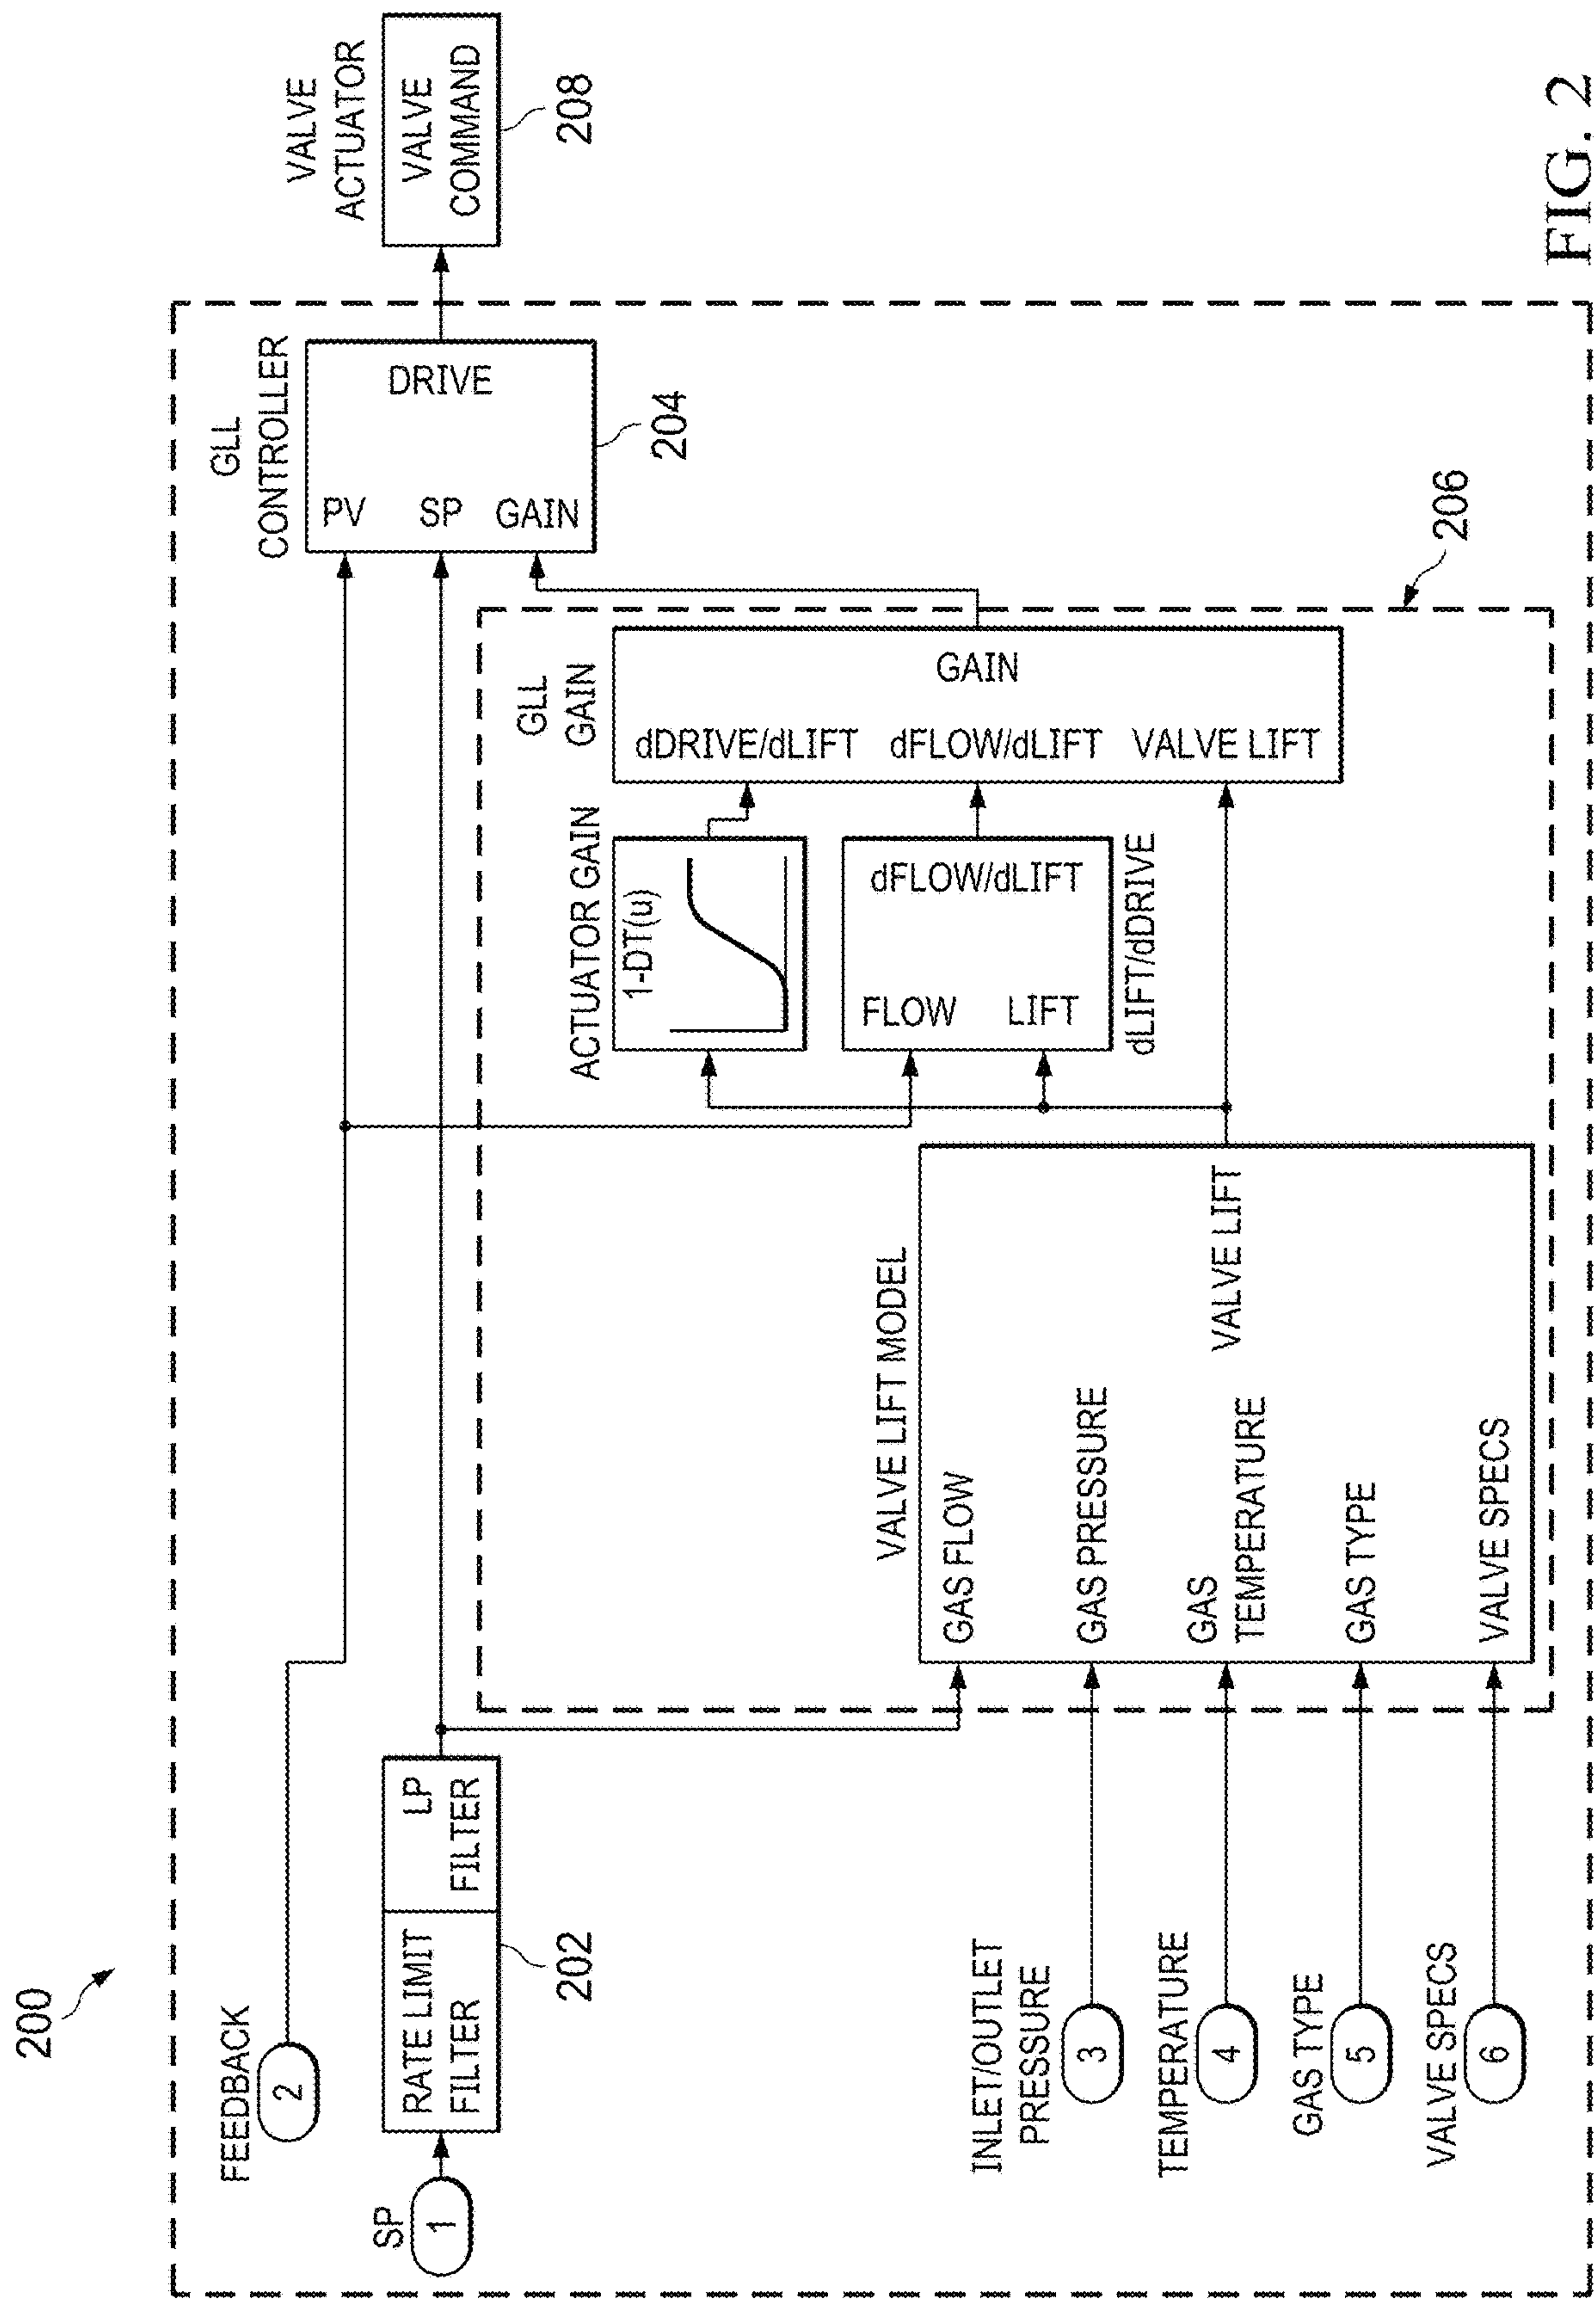 200
FEEDBACK
2
SP
1
RATE LIMIT
FILTER
LP
FILTER
202
GLL
CONTROLLER
PV
SP
GAIN
DRIVE
204
VALVE
ACTUATOR
VALVE
COMMAND
208
206
GLL
GAIN
dDRIVE/dLIFT
dFLOW/dLIFT
VALVE LIFT
GAIN
ACTUATOR GAIN
1-DT(u)
FLOW
LIFT
dFLOW/dLIFT
dLIFT/dDRIVE
VALVE LIFT MODEL
GAS FLOW
GAS PRESSURE
GAS
TEMPERATURE
GAS TYPE
VALVE SPECS
VALVE LIFT
INLET/OUTLET
PRESSURE
3
TEMPERATURE
4
GAS TYPE
5
VALVE SPECS
6
FIG. 2